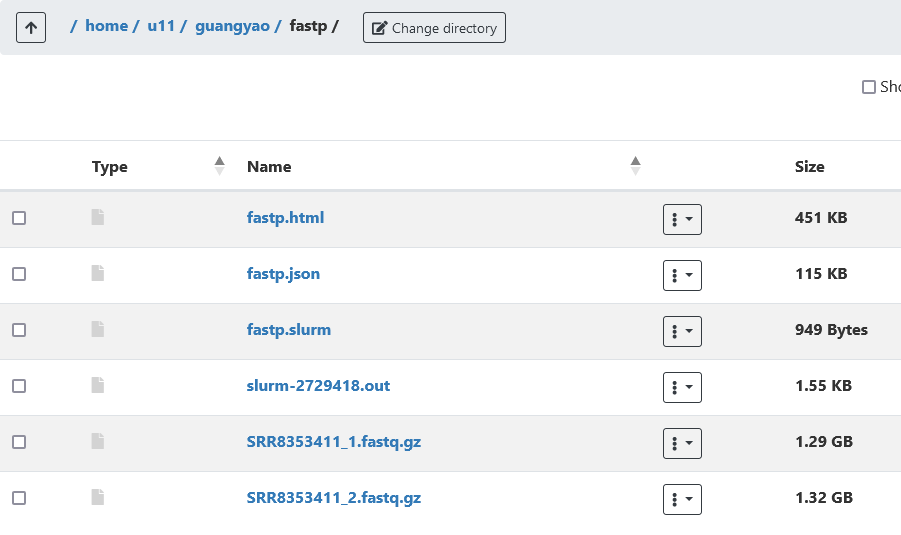 / home / u11 / guangyao / fastp / Change directory
Type Name Size
fastp.html 451 KB
fastp.json 115 KB
fastp.slurm 949 Bytes
slurm-2729418.out 1.55 KB
SRR8353411_1.fastq.gz 1.29 GB
SRR8353411_2.fastq.gz 1.32 GB